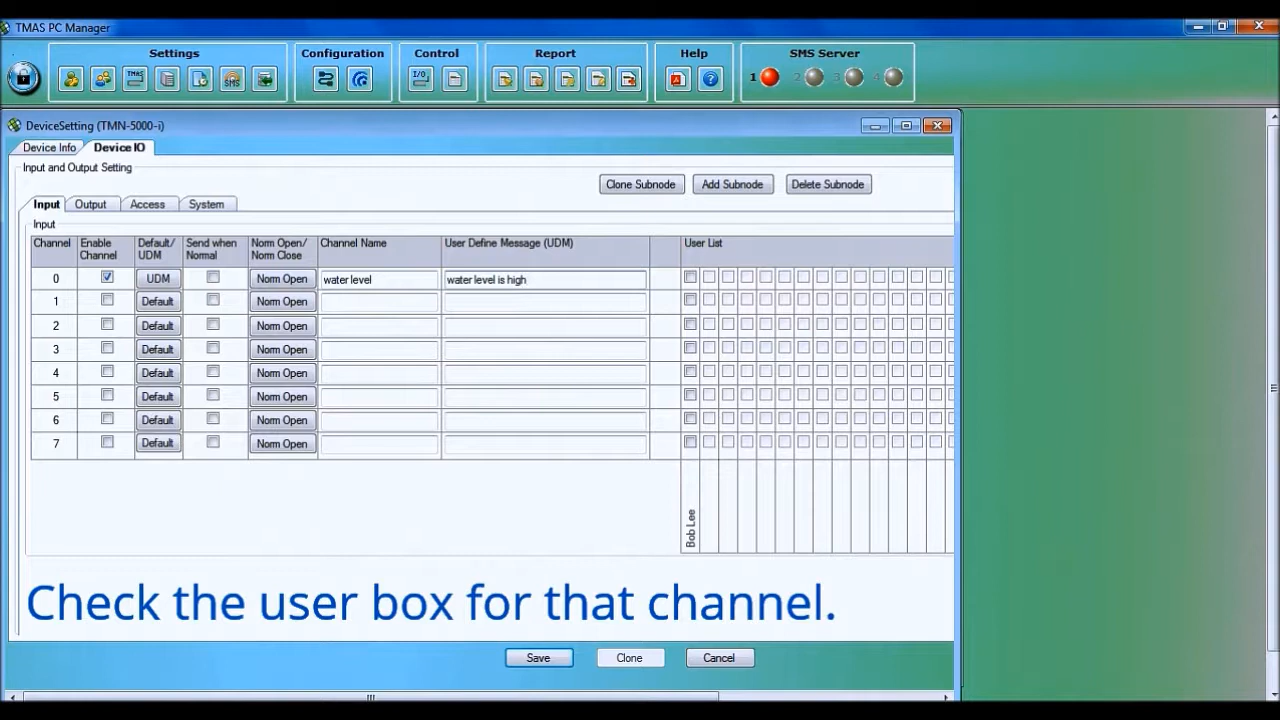 TMAS PC Manager
Settings Configuration Control Report Help SMS Server
TMAS SMS I/O 1 2 3 4
DeviceSetting (TMN-5000-i)
Device Info Device IO
Input and Output Setting
Clone Subnode Add Subnode Delete Subnode
Input Output Access System
Input
Channel Enable Channel Default/ UDM Send when Normal Norm Open/ Norm Close Channel Name User Define Message (UDM) User List
0 UDM Norm Open water level water level is high
1 Default Norm Open
2 Default Norm Open
3 Default Norm Open
4 Default Norm Open
5 Default Norm Open
6 Default Norm Open
7 Default Norm Open
Bob Lee
Check the user box for that channel.
Save Clone Cancel